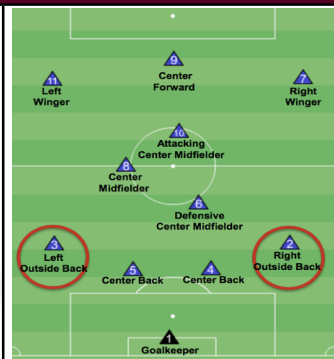 9
Center
Forward
11
Left
Winger
7
Right
Winger
10
Attacking
Center Midfielder
8
Center
Midfielder
6
Defensive
Center Midfielder
3
Left
Outside Back
2
Right
Outside Back
5
Center Back
4
Center Back
1
Goalkeeper